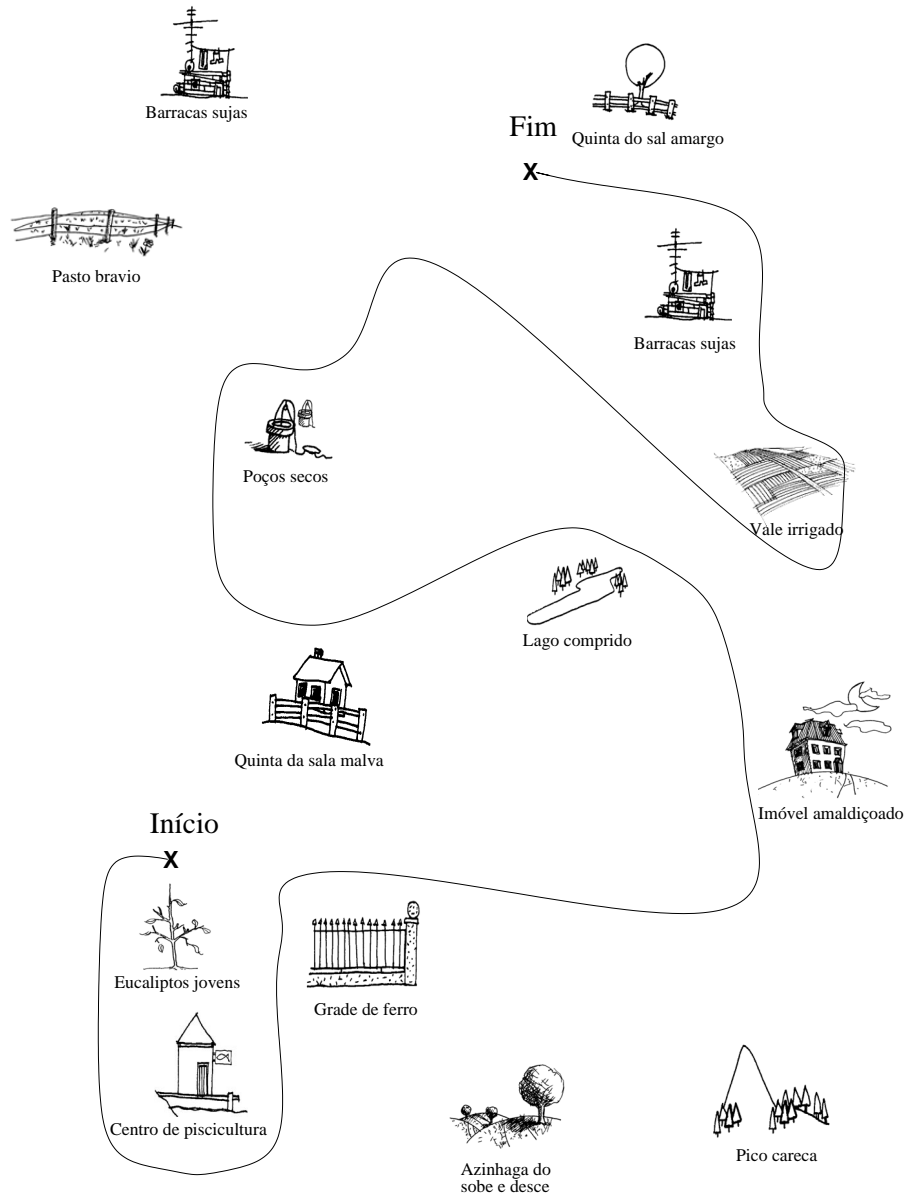 Barracas sujas
Fim
Quinta do sal amargo
Pasto bravio
Barracas sujas
Poços secos
Vale irrigado
Lago comprido
Quinta da sala malva
Imóvel amaldiçoado
Início
Eucaliptos jovens
Grade de ferro
Centro de piscicultura
Azinhaga do
sobe e desce
Pico careca